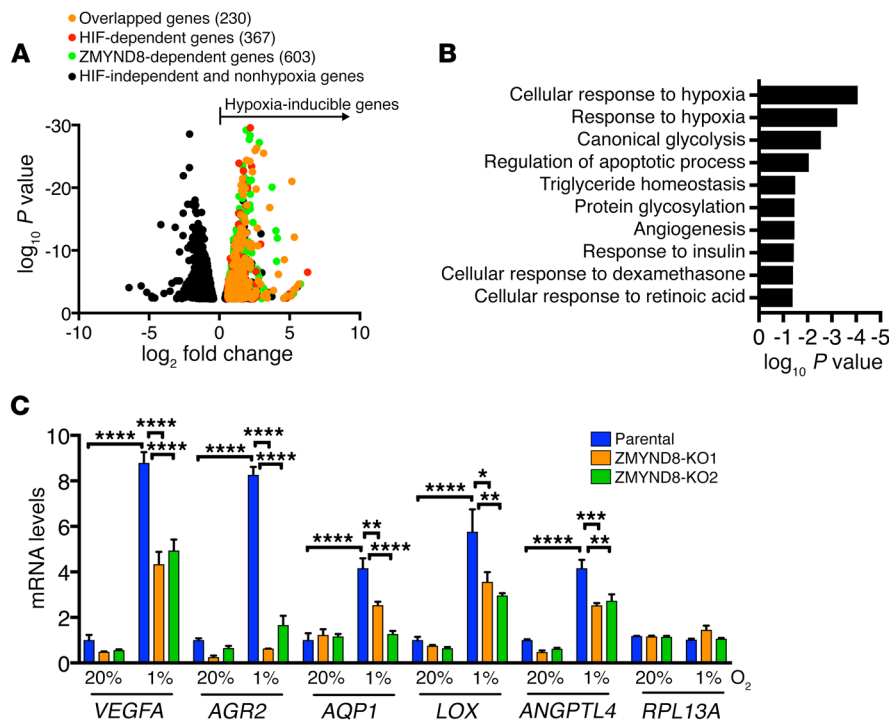 Overlapped genes (230)
HIF-dependent genes (367)
ZMYND8-dependent genes (603)
HIF-independent and nonhypoxia genes
A
Hypoxia-inducible genes
-30
-20
-10
0
log10 P value
-10 -5 0 5 10
log2 fold change
B
Cellular response to hypoxia
Response to hypoxia
Canonical glycolysis
Regulation of apoptotic process
Triglyceride homeostasis
Protein glycosylation
Angiogenesis
Response to insulin
Cellular response to dexamethasone
Cellular response to retinoic acid
0 -1 -2 -3 -4 -5
log10 P value
C
Parental
ZMYND8-KO1
ZMYND8-KO2
mRNA levels
10
8
6
4
2
0
**** **** ****
**** **** ****
**** ** ****
**** * **
**** *** **
20% 1% 20% 1% 20% 1% 20% 1% 20% 1% 20% 1% O2
VEGFA AGR2 AQP1 LOX ANGPTL4 RPL13A